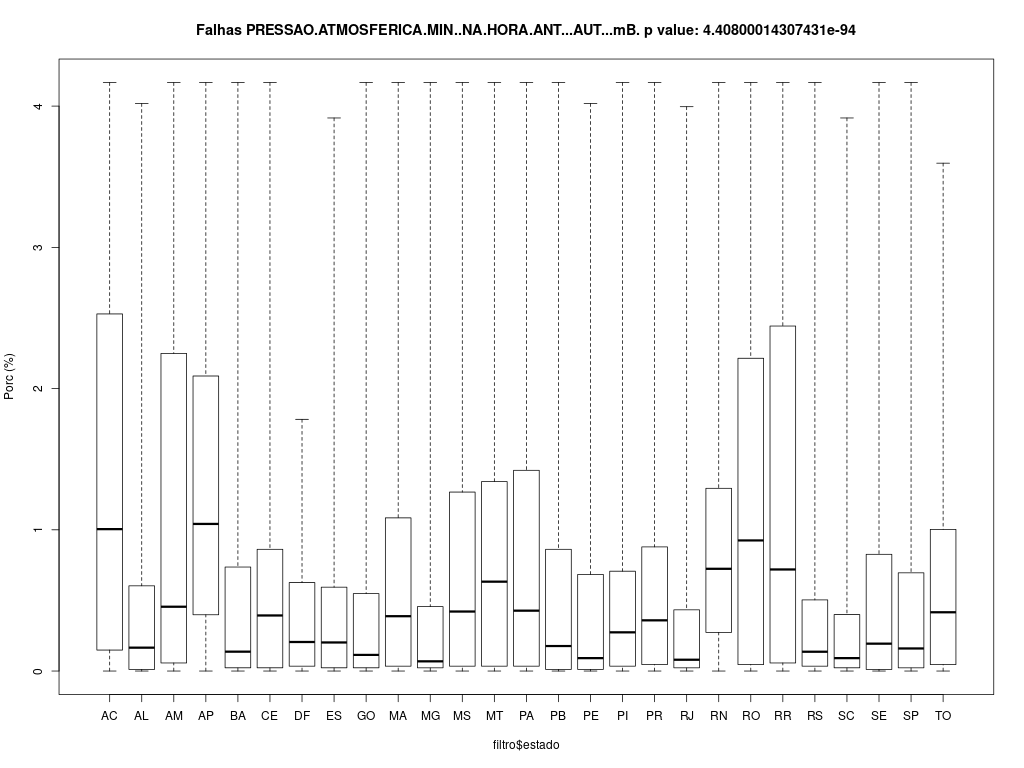 Falhas PRESSAO.ATMOSFERICA.MIN..NA.HORA.ANT...AUT...mB. p value: 4.40800014307431e-94
4
3
2
1
0
Porc (%)
AC AL AM AP BA CE DF ES GO MA MG MS MT PA PB PE PI PR RJ RN RO RR RS SC SE SP TO
filtro$estado